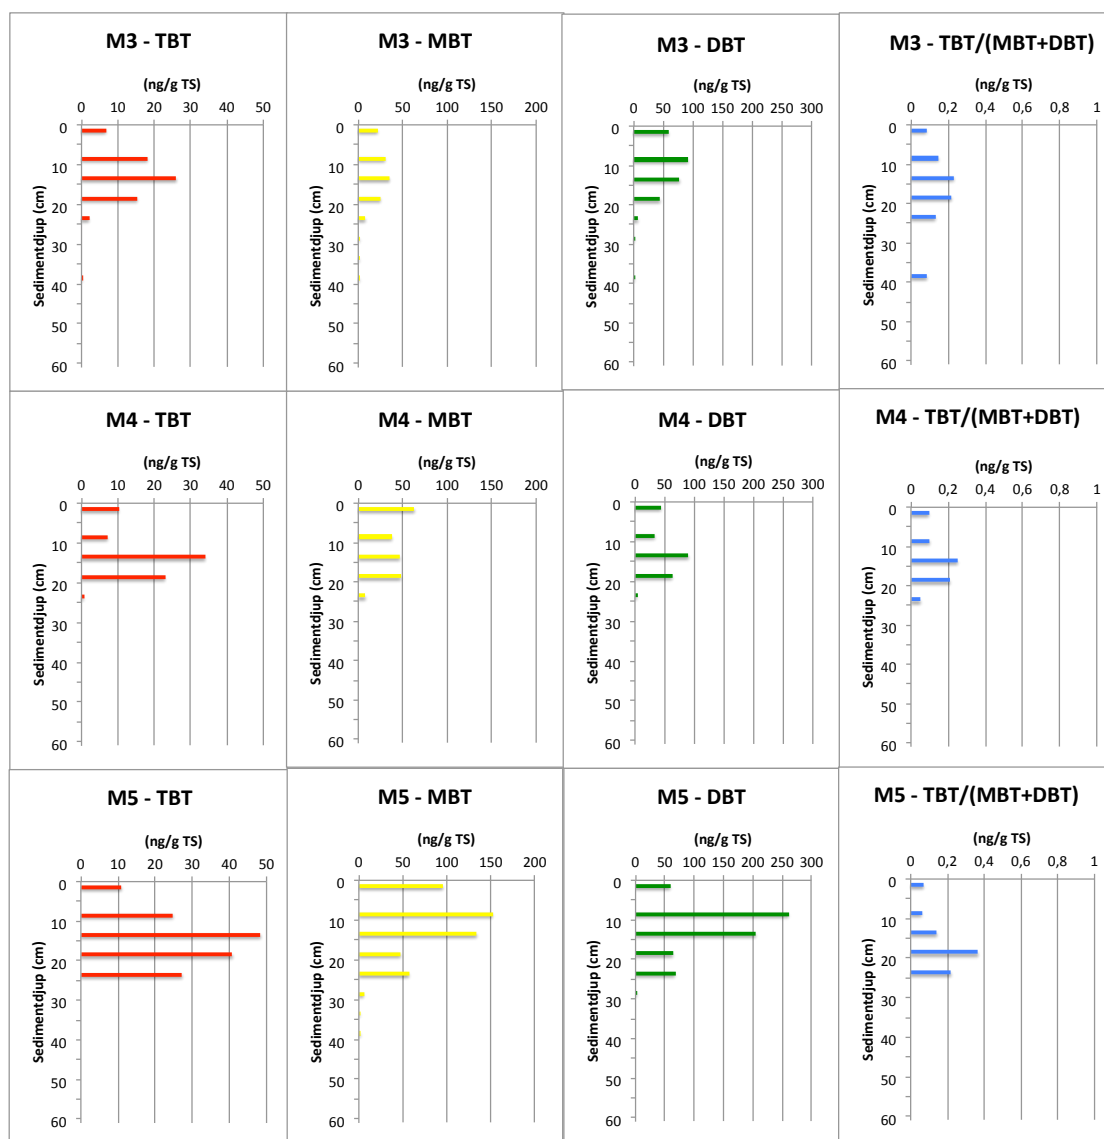 M3 - TBT
(ng/g TS)
0 10 20 30 40 50
0
10
20
30
40
50
60
Sedimentdjup (cm)
M3 - MBT
(ng/g TS)
0 50 100 150 200
0
10
20
30
40
50
60
Sedimentdjup (cm)
M3 - DBT
(ng/g TS)
0 50 100 150 200 250 300
0
10
20
30
40
50
60
Sedimentdjup (cm)
M3 - TBT/(MBT+DBT)
(ng/g TS)
0 0,2 0,4 0,6 0,8 1
0
10
20
30
40
50
60
Sedimentdjup (cm)
M4 - TBT
(ng/g TS)
0 10 20 30 40 50
0
10
20
30
40
50
60
Sedimentdjup (cm)
M4 - MBT
(ng/g TS)
0 50 100 150 200
0
10
20
30
40
50
60
Sedimentdjup (cm)
M4 - DBT
(ng/g TS)
0 50 100 150 200 250 300
0
10
20
30
40
50
60
Sedimentdjup (cm)
M4 - TBT/(MBT+DBT)
(ng/g TS)
0 0,2 0,4 0,6 0,8 1
0
10
20
30
40
50
60
Sedimentdjup (cm)
M5 - TBT
(ng/g TS)
0 10 20 30 40 50
0
10
20
30
40
50
60
Sedimentdjup (cm)
M5 - MBT
(ng/g TS)
0 50 100 150 200
0
10
20
30
40
50
60
Sedimentdjup (cm)
M5 - DBT
(ng/g TS)
0 50 100 150 200 250 300
0
10
20
30
40
50
60
Sedimentdjup (cm)
M5 - TBT/(MBT+DBT)
(ng/g TS)
0 0,2 0,4 0,6 0,8 1
0
10
20
30
40
50
60
Sedimentdjup (cm)